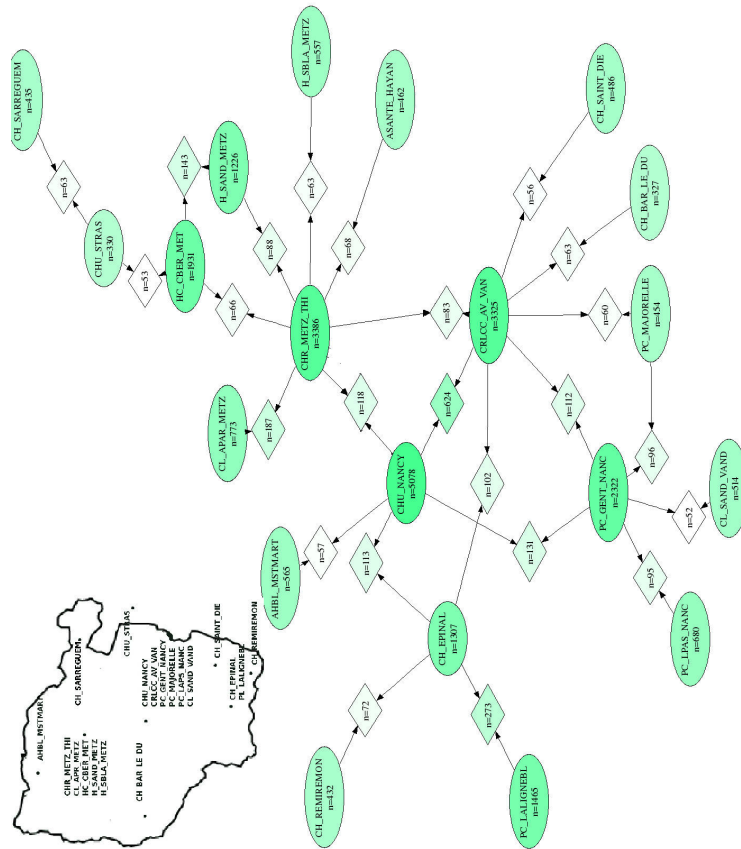 CH_SARREGUEM
n=435
n=63
CHU_STRAS
n=330
n=53
HC_CBER_MET
n=1931
n=143
H_SAND_METZ
n=1226
n=88
n=66
H_SBLA_METZ
n=557
n=63
ASANTE_HAYAN
n=462
n=68
CHR_METZ_THI
n=3386
CL_APAR_METZ
n=773
n=187
n=118
n=83
CRLCC_AV_VAN
n=3325
CH_SAINT_DIE
n=486
n=56
CH_BAR_LE_DU
n=327
n=63
PC_MAJORELLE
n=454
n=60
n=624
CHU_NANCY
n=5078
n=102
n=112
n=96
PC_GENT_NANC
n=2322
CL_SAND_VAND
n=514
n=52
n=131
n=95
PC_LPAS_NANC
n=680
AHBL_MSTMART
n=565
n=57
n=113
CH_EPINAL
n=1307
n=72
CH_REMIREMON
n=432
n=273
PC_LALIGNEBL
n=1465
AHBL_MSTMART
CHR_METZ_THI
CL_APR_METZ
HC_CBER_MET
H_SAND_METZ
H_SBLA_METZ
CH_SARREGUEM
CHU_STRAS
CH_BAR LE DU
CHU_NANCY
CRLCC_AV_VAN
PC_GENT_NANCY
PC_MAJORELLE
PC_LAPS_NANC
CL_SAND_VAND
CH_SAINT_DIE
CH_EPINAL
PL_LALIGNEBL
CH_REMIREMON